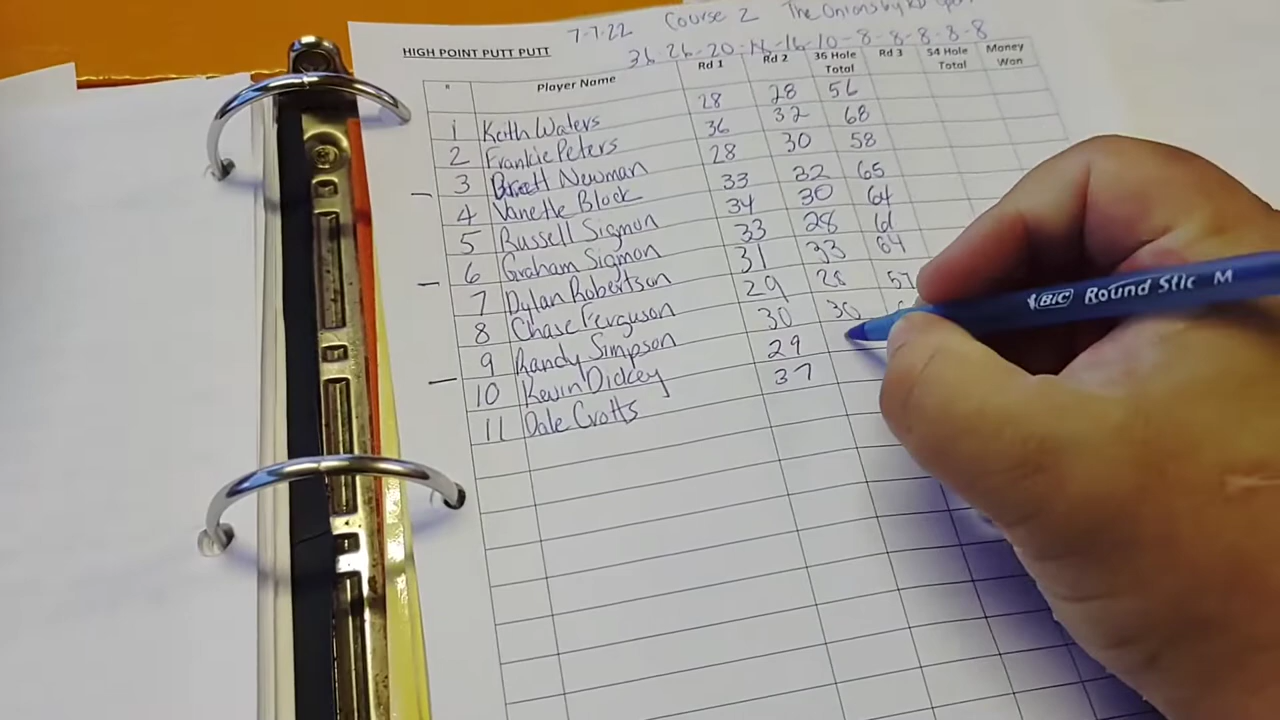 7-7-22 Course 2 The Onions by KD
HIGH POINT PUTT PUTT
36-26-20-18-16-10-8-8-8-8-8
# Player Name Rd 1 Rd 2 36 Hole Total Rd 3 54 Hole Total Money Won
1 Keith Waters 28 28 56
2 Frankie Peters 36 32 68
3 Brett Newman 28 30 58
4 Vanette Block 33 32 65
5 Russell Sigmon 34 30 64
6 Graham Sigmon 33 28 61
7 Dylan Robertson 31 33 64
8 Chase Ferguson 29 28 57
9 Randy Simpson 30 30
10 Kevin Dickey 29
11 Dale Crotts 37
BIC Round Stic M